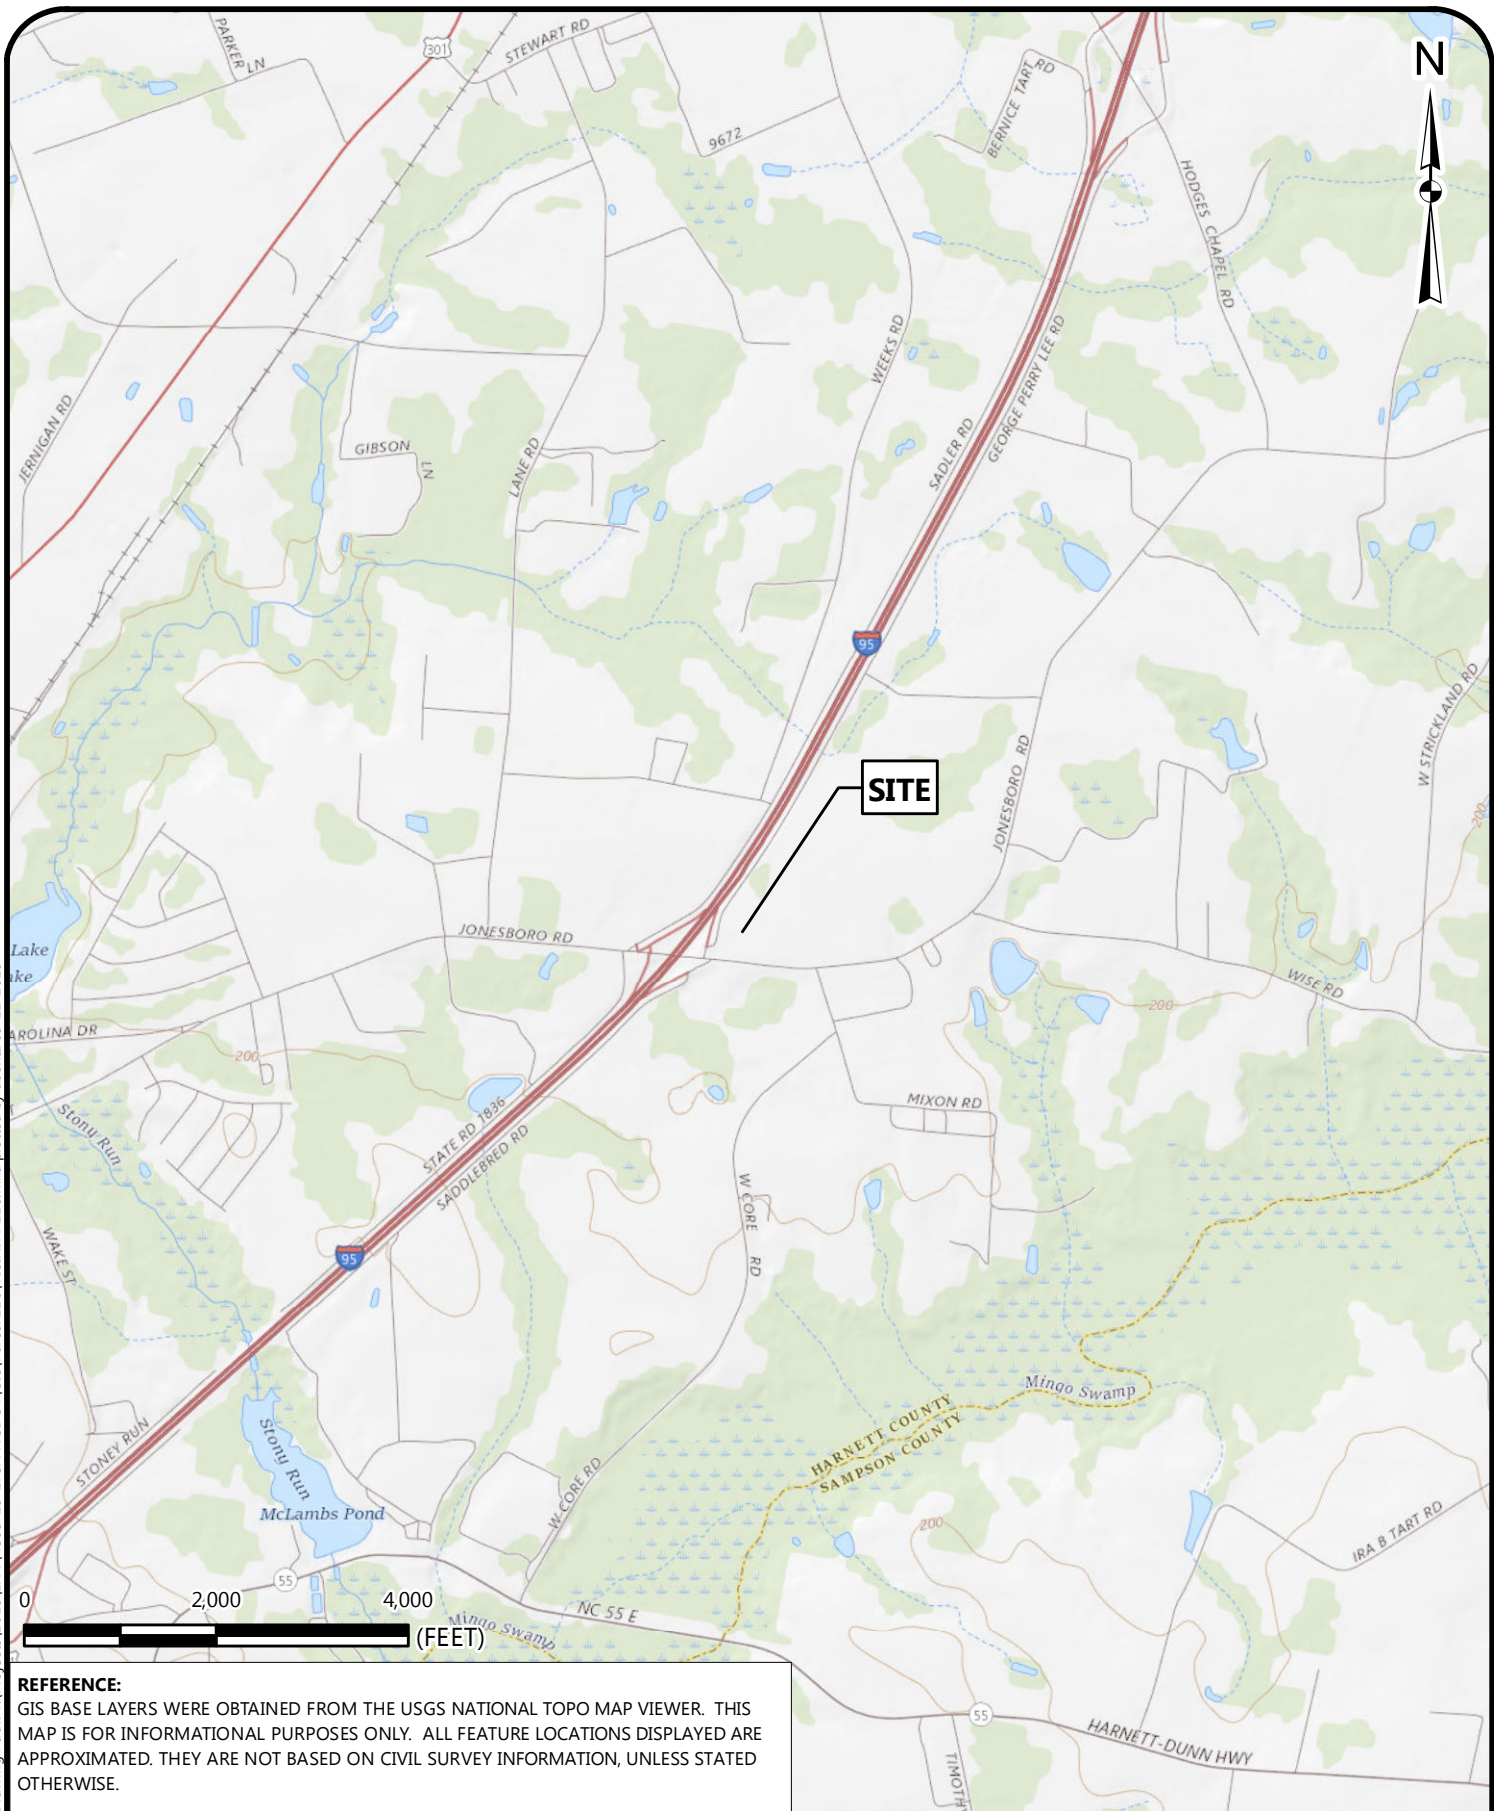 PARKER LN
301
STEWART RD
N
BERNICE TART RD
9672
HODGES CHAPEL RD
WEEKS RD
GEORGE PERRY LEE RD
JERNIGAN RD
SADLER RD
GIBSON LN
LANE RD
95
W STRICKLAND RD
JONESBORO RD
SITE
200
JONESBORO RD
Lake
ke
WISE RD
200
AROLINA DR
200
STATE RD 1836
SADDLEBRED RD
MIXON RD
Stony Run
W CORE RD
WAKE ST
95
Mingo Swamp
HARNETT COUNTY
SAMPSON COUNTY
STONEY RUN
Stony Run
McLambs Pond
W CORE RD
200
IRA B TART RD
55
0 2,000 4,000
(FEET)
Mingo Swamp
NC 55 E
55
HARNETT-DUNN HWY
TIMOTH
REFERENCE:
GIS BASE LAYERS WERE OBTAINED FROM THE USGS NATIONAL TOPO MAP VIEWER. THIS
MAP IS FOR INFORMATIONAL PURPOSES ONLY. ALL FEATURE LOCATIONS DISPLAYED ARE
APPROXIMATED. THEY ARE NOT BASED ON CIVIL SURVEY INFORMATION, UNLESS STATED
OTHERWISE.